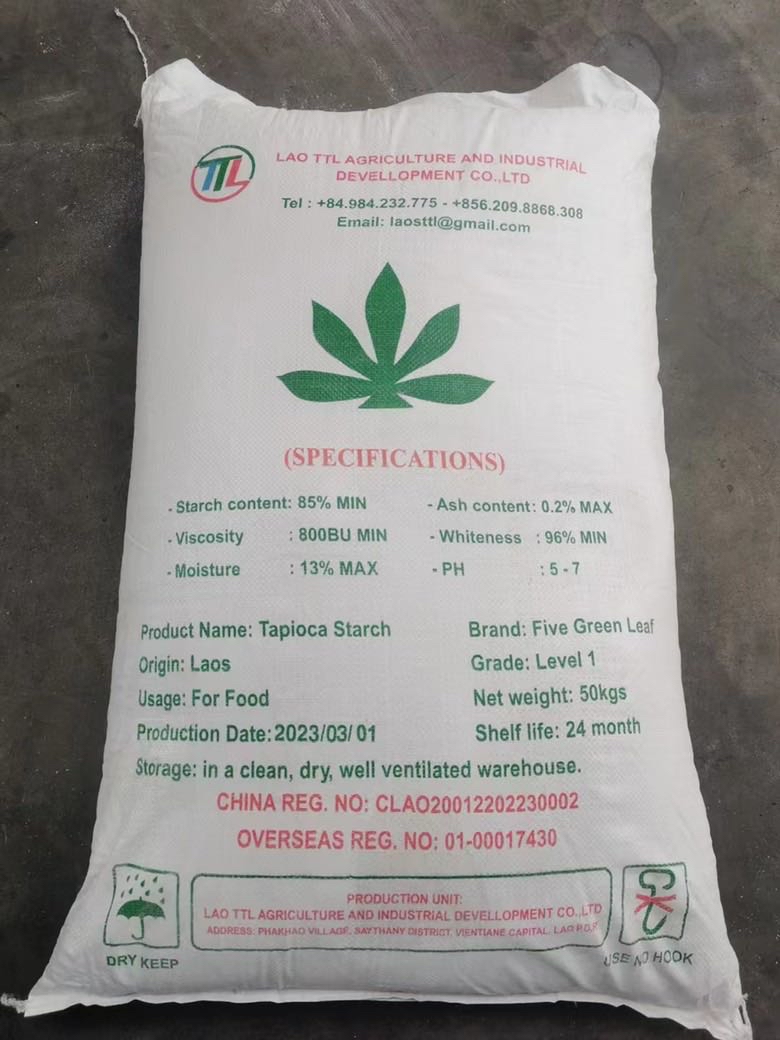 TTL
LAO TTL AGRICULTURE AND INDUSTRIAL
DEVELLOPMENT CO.,LTD
Tel : +84.984.232.775 - +856.209.8868.308
Email: laosttl@gmail.com
(SPECIFICATIONS)
- Starch content: 85% MIN - Ash content: 0.2% MAX
- Viscosity : 800BU MIN - Whiteness : 96% MIN
- Moisture : 13% MAX - PH : 5 - 7
Product Name: Tapioca Starch Brand: Five Green Leaf
Origin: Laos Grade: Level 1
Usage: For Food Net weight: 50kgs
Production Date: 2023/03/01 Shelf life: 24 month
Storage: in a clean, dry, well ventilated warehouse.
CHINA REG. NO: CLAO20012202230002
OVERSEAS REG. NO: 01-00017430
PRODUCTION UNIT:
LAO TTL AGRICULTURE AND INDUSTRIAL DEVELLOPMENT CO.,LTD
ADDRESS: PHAKHAO VILLAGE, SAYTHANY DISTRICT, VIENTIANE CAPITAL, LAO P.D.R
DRY KEEP
USE NO HOOK